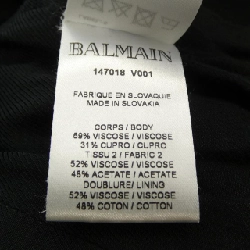 BALMAIN
147018 V001
FABRIQUE EN SLOVAQUIE
MADE IN SLOVAKIA
CORPS / BODY
69% VISCOSE / VISCOSE
31% CUPRO / CUPRO
TISSU 2 / FABRIC 2
52% VISCOSE / VISCOSE
48% ACETATE / ACETATE
DOUBLURE/ LINING
52% VISCOSE / VISCOSE
48% COTON / COTTON